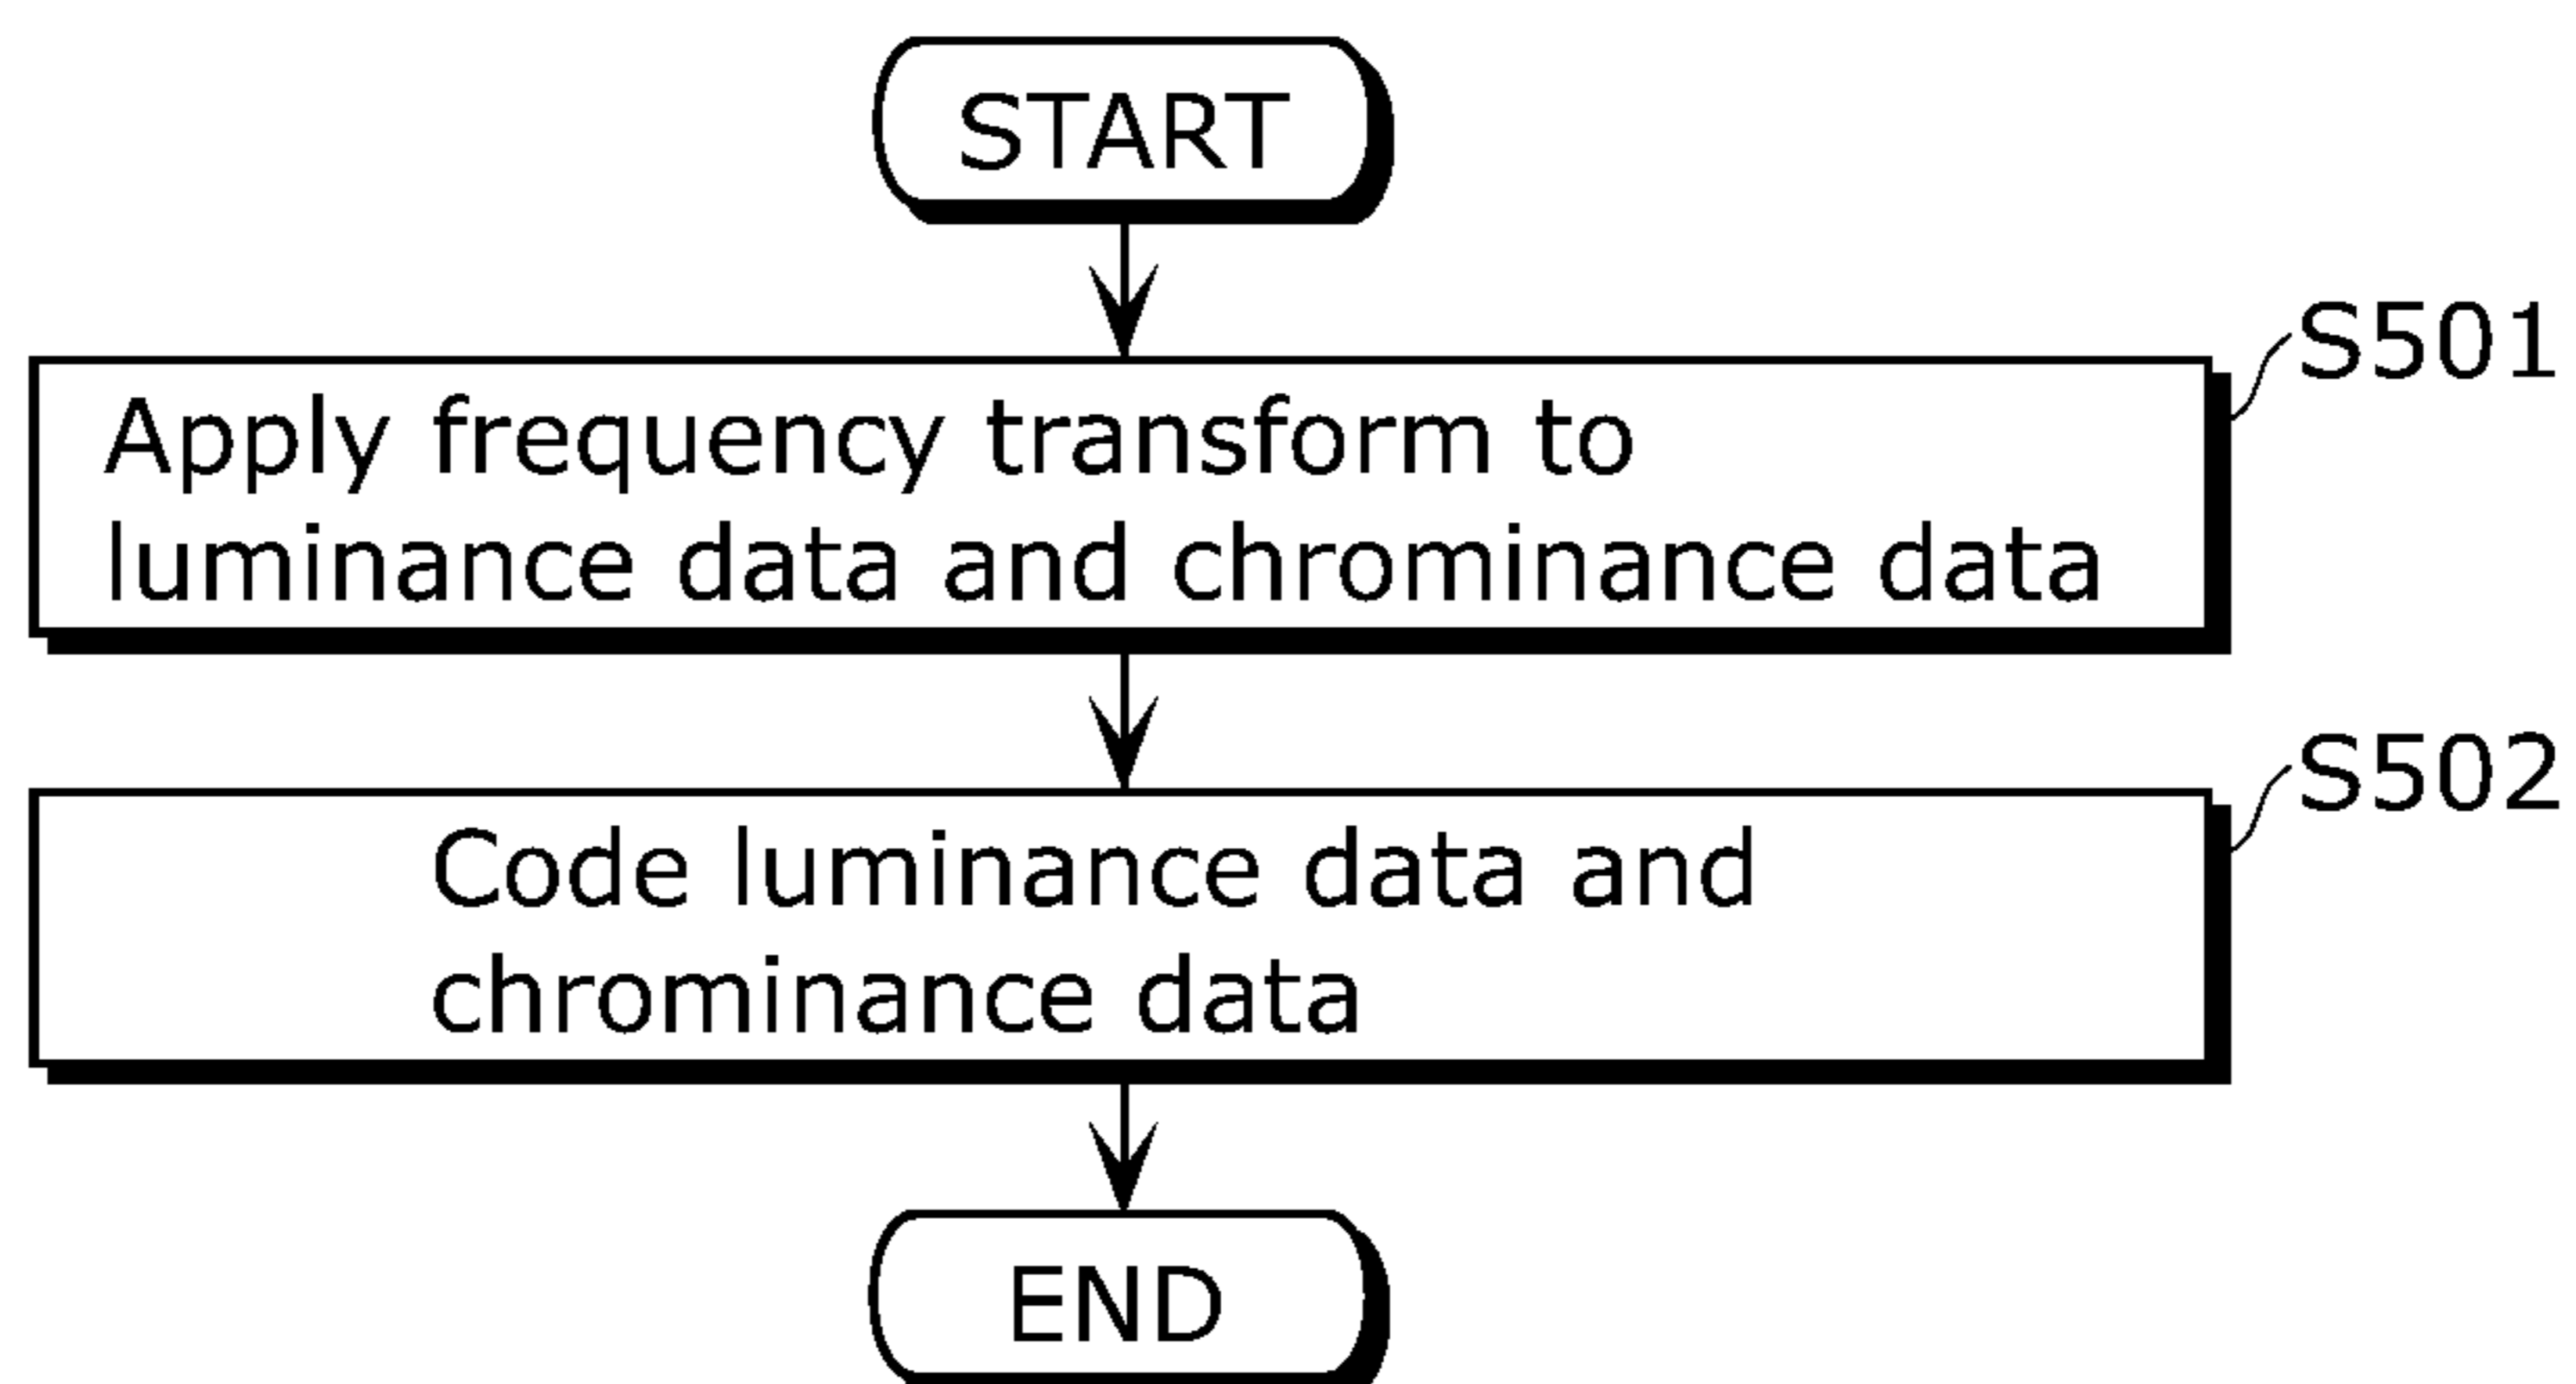 START
S501
Apply frequency transform to
luminance data and chrominance data
S502
Code luminance data and
chrominance data
END